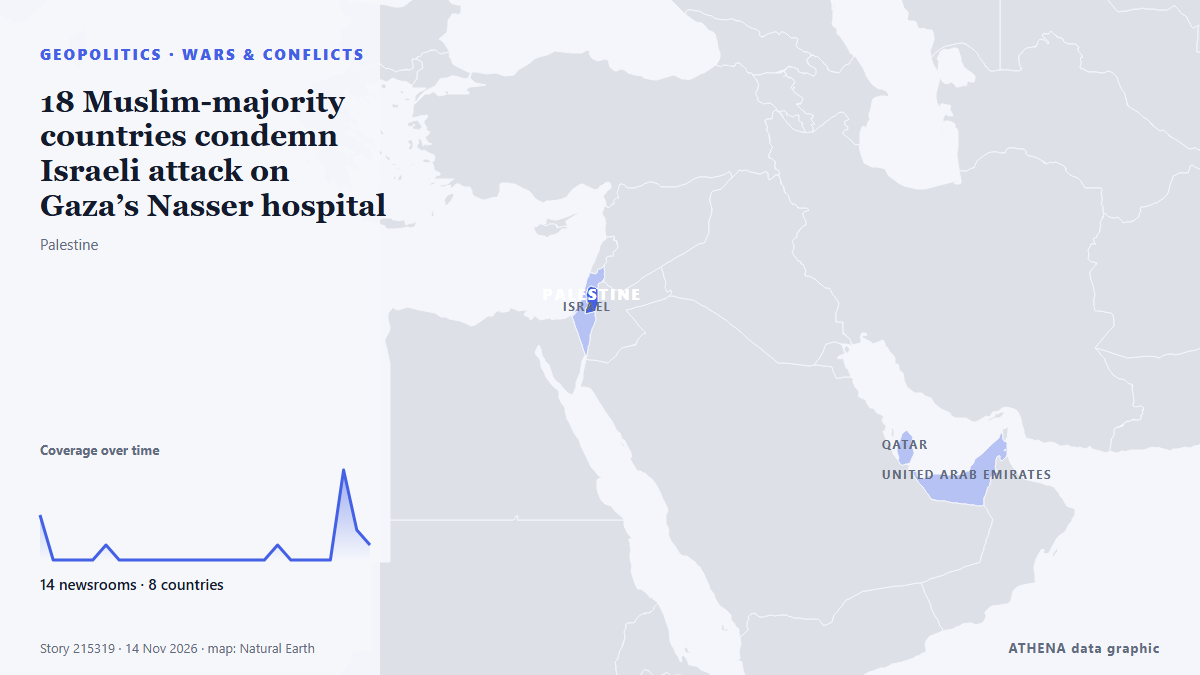 GEOPOLITICS · WARS & CONFLICTS
18 Muslim-majority
countries condemn
Israeli attack on
Gaza’s Nasser hospital
Palestine
PALESTINE
ISRAEL
QATAR
UNITED ARAB EMIRATES
Coverage over time
14 newsrooms · 8 countries
Story 215319 · 14 Nov 2026 · map: Natural Earth
ATHENA data graphic